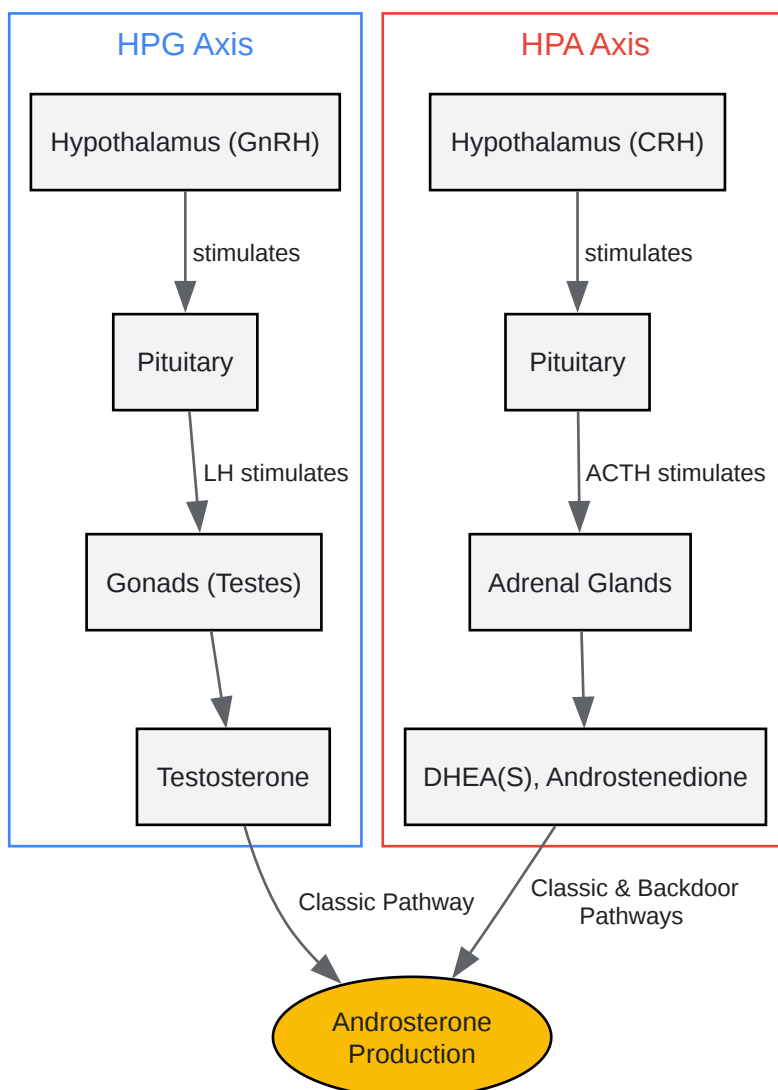 HPG Axis
Hypothalamus (GnRH)
stimulates
Pituitary
LH stimulates
Gonads (Testes)
Testosterone
Classic Pathway
HPA Axis
Hypothalamus (CRH)
stimulates
Pituitary
ACTH stimulates
Adrenal Glands
DHEA(S), Androstenedione
Classic & Backdoor
Pathways
Androsterone
Production